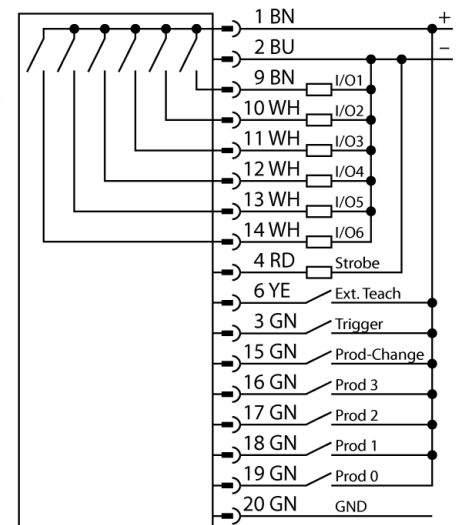 1 BN +
2 BU –
9 BN I/O1
10 WH I/O2
11 WH I/O3
12 WH I/O4
13 WH I/O5
14 WH I/O6
4 RD Strobe
6 YE Ext. Teach
3 GN Trigger
15 GN Prod-Change
16 GN Prod 3
17 GN Prod 2
18 GN Prod 1
19 GN Prod 0
20 GN GND